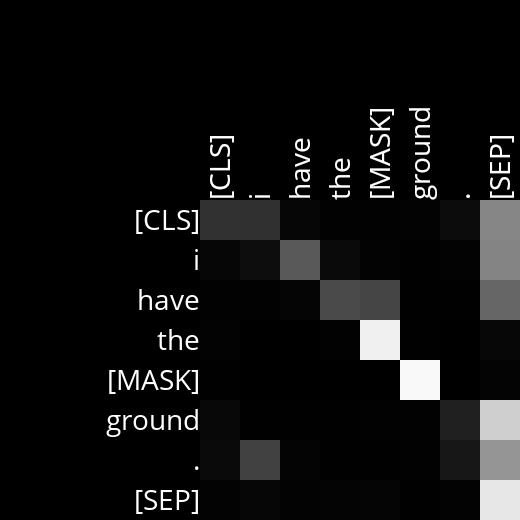 [CLS] i have the [MASK] ground . [SEP]
[CLS]
i
have
the
[MASK]
ground
.
[SEP]